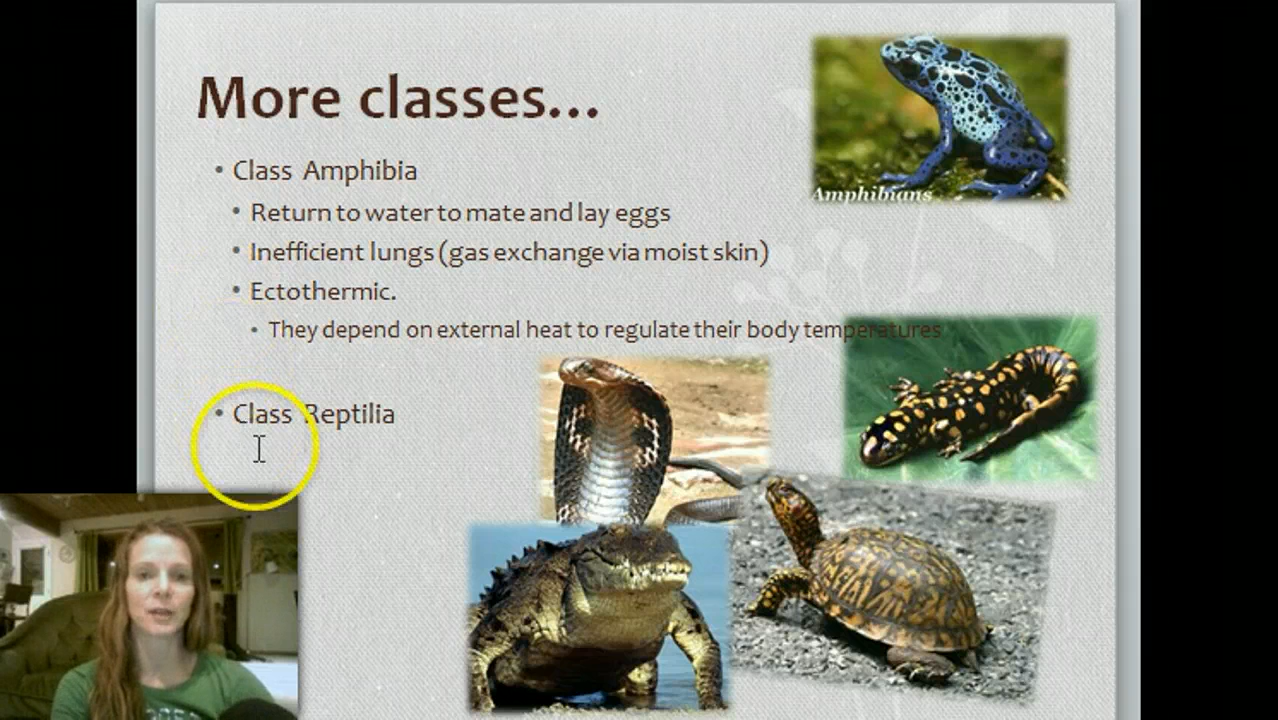 More classes...
• Class Amphibia
• Return to water to mate and lay eggs
• Inefficient lungs (gas exchange via moist skin)
• Ectothermic.
• They depend on external heat to regulate their body temperatures
• Class Reptilia
Amphibians